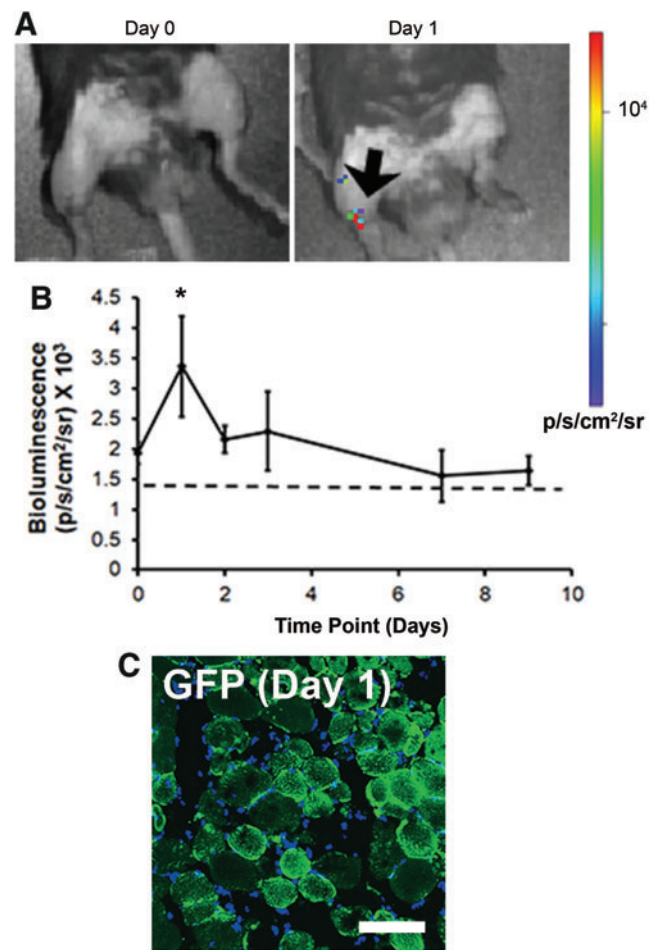 A
Day 0
Day 1
10⁴
p/s/cm²/sr
B
*
Bioluminescence
(p/s/cm²/sr) X 10³
4.5
4
3.5
3
2.5
2
1.5
1
0.5
0
0 2 4 6 8 10
Time Point (Days)
C
GFP (Day 1)